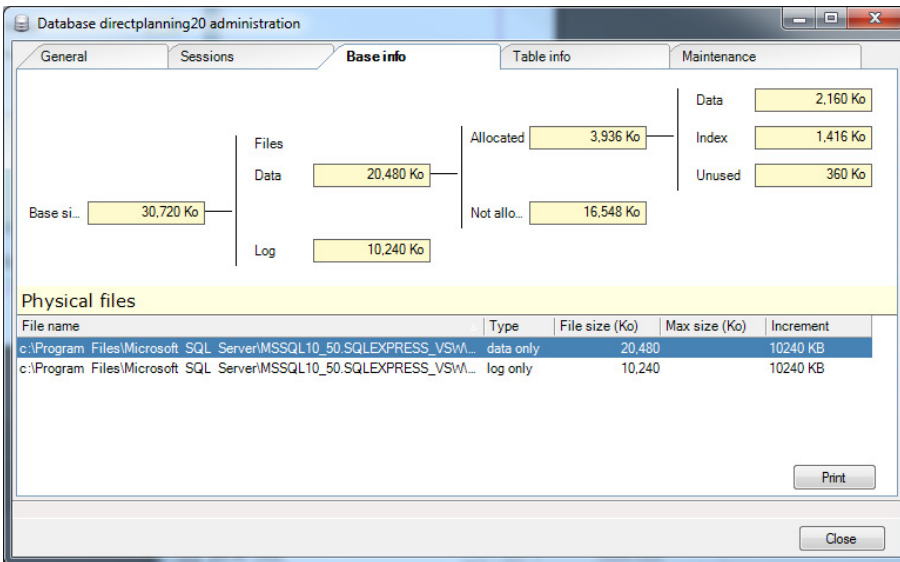 Database directplanning20 administration
General Sessions Base info Table info Maintenance
Data 2,160 Ko
Allocated 3,936 Ko Index 1,416 Ko
Files
Data 20,480 Ko Unused 360 Ko
Base si... 30,720 Ko Not allo... 16,548 Ko
Log 10,240 Ko
Physical files
File name Type File size (Ko) Max size (Ko) Increment
c:\Program Files\Microsoft SQL Server\MSSQL10_50.SQLEXPRESS_VSW\... data only 20,480 10240 KB
c:\Program Files\Microsoft SQL Server\MSSQL10_50.SQLEXPRESS_VSW\... log only 10,240 10240 KB
Print
Close